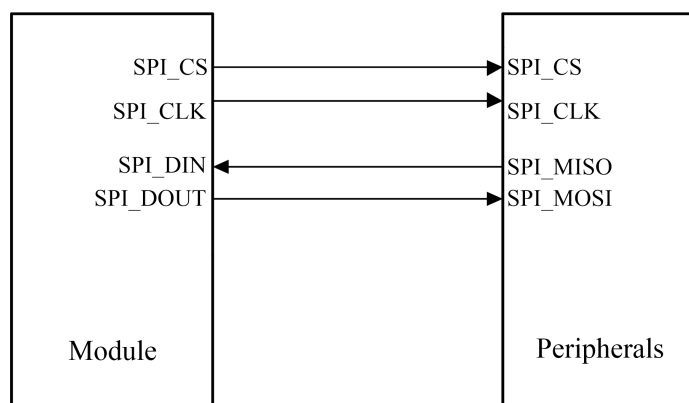 SPI_CS SPI_CS
SPI_CLK SPI_CLK
SPI_DIN SPI_MISO
SPI_DOUT SPI_MOSI
Module Peripherals